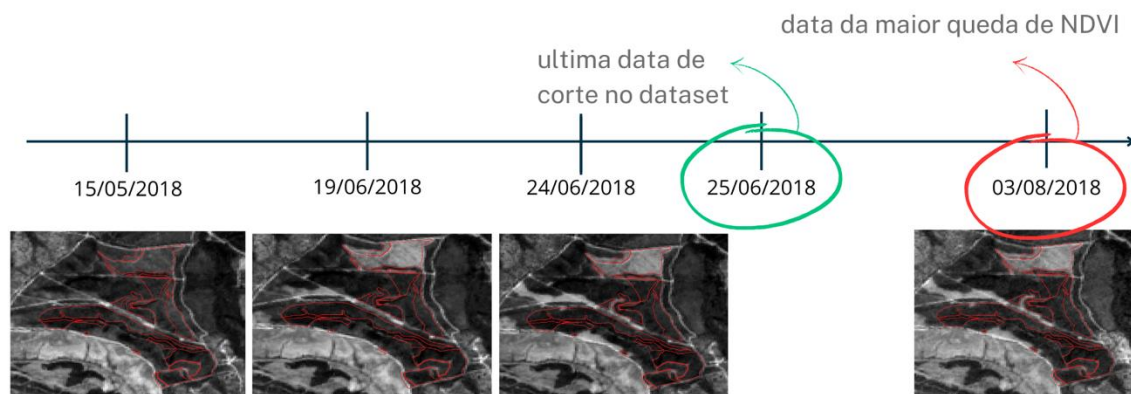 data da maior queda de NDVI
ultima data de
corte no dataset
15/05/2018
19/06/2018
24/06/2018
25/06/2018
03/08/2018